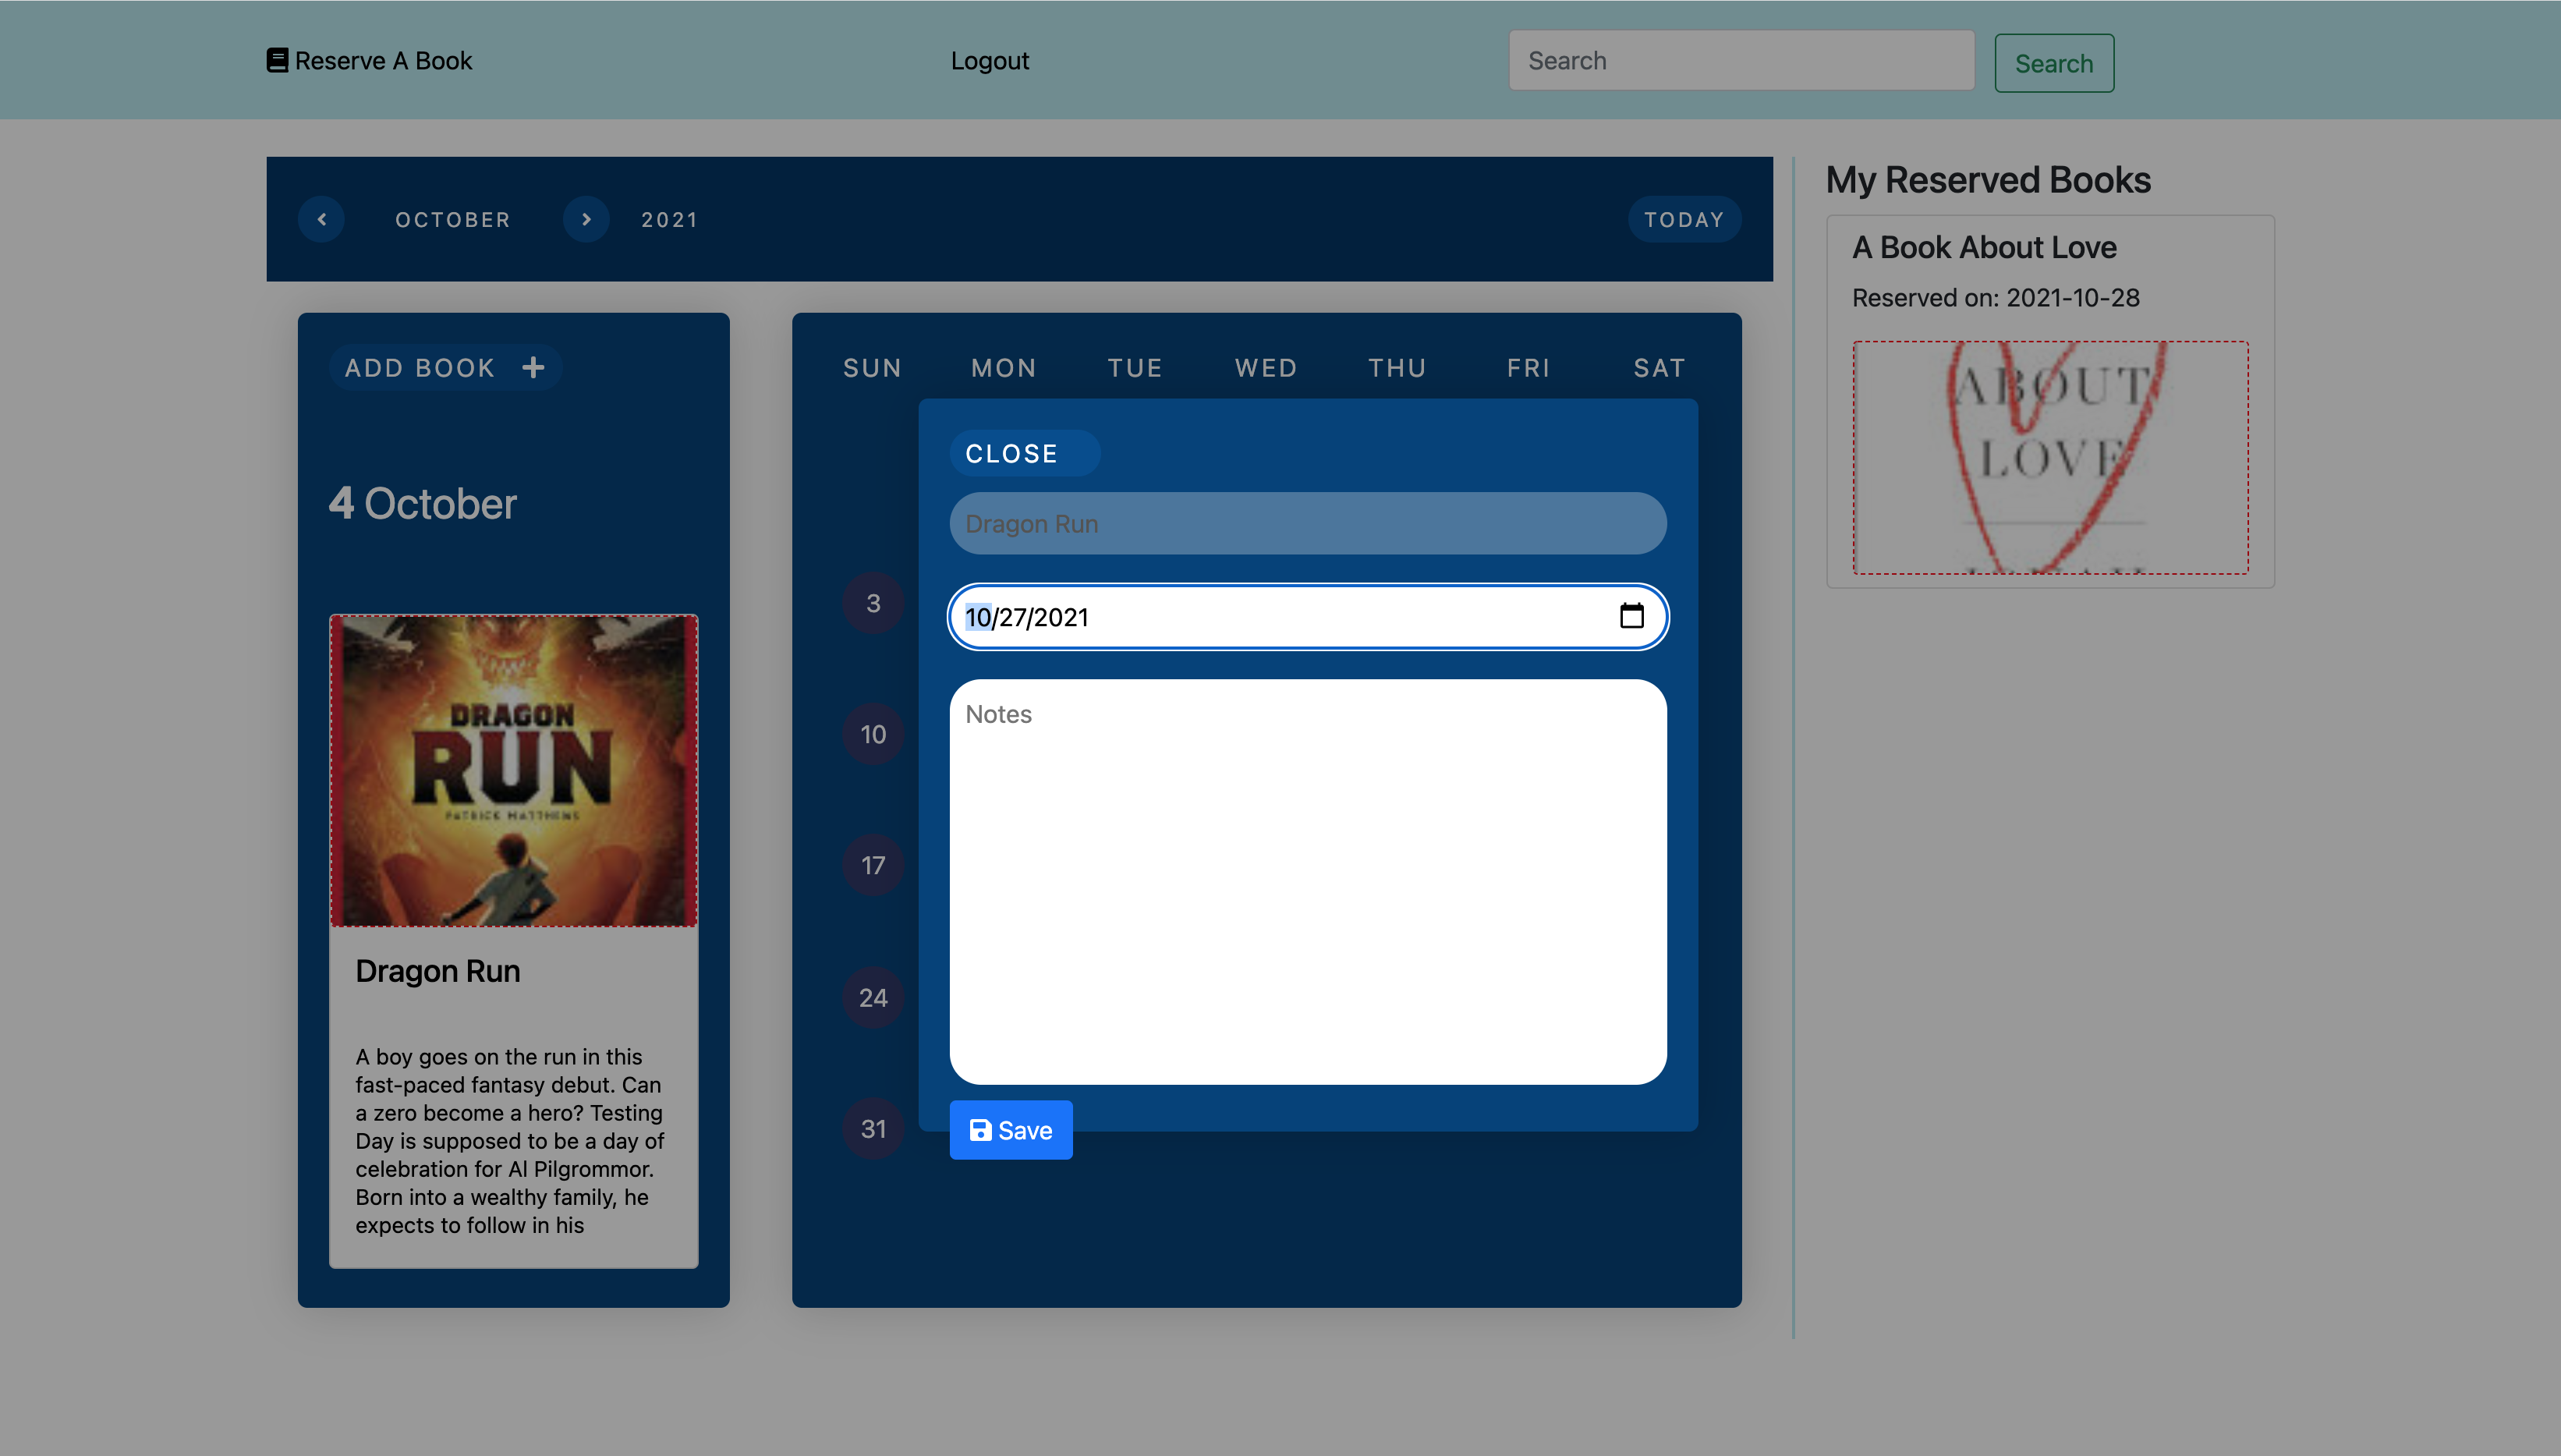 Reserve A Book
Logout
Search
Search
OCTOBER
2021
TODAY
ADD BOOK
4 October
DRAGON
RUN
PATRICK MATTHEWS
Dragon Run
A boy goes on the run in this
fast-paced fantasy debut. Can
a zero become a hero? Testing
Day is supposed to be a day of
celebration for Al Pilgrommor.
Born into a wealthy family, he
expects to follow in his
SUN MON TUE WED THU FRI SAT
3
10
17
24
31
CLOSE
Dragon Run
10/27/2021
Notes
Save
My Reserved Books
A Book About Love
Reserved on: 2021-10-28
ABOUT
LOVE